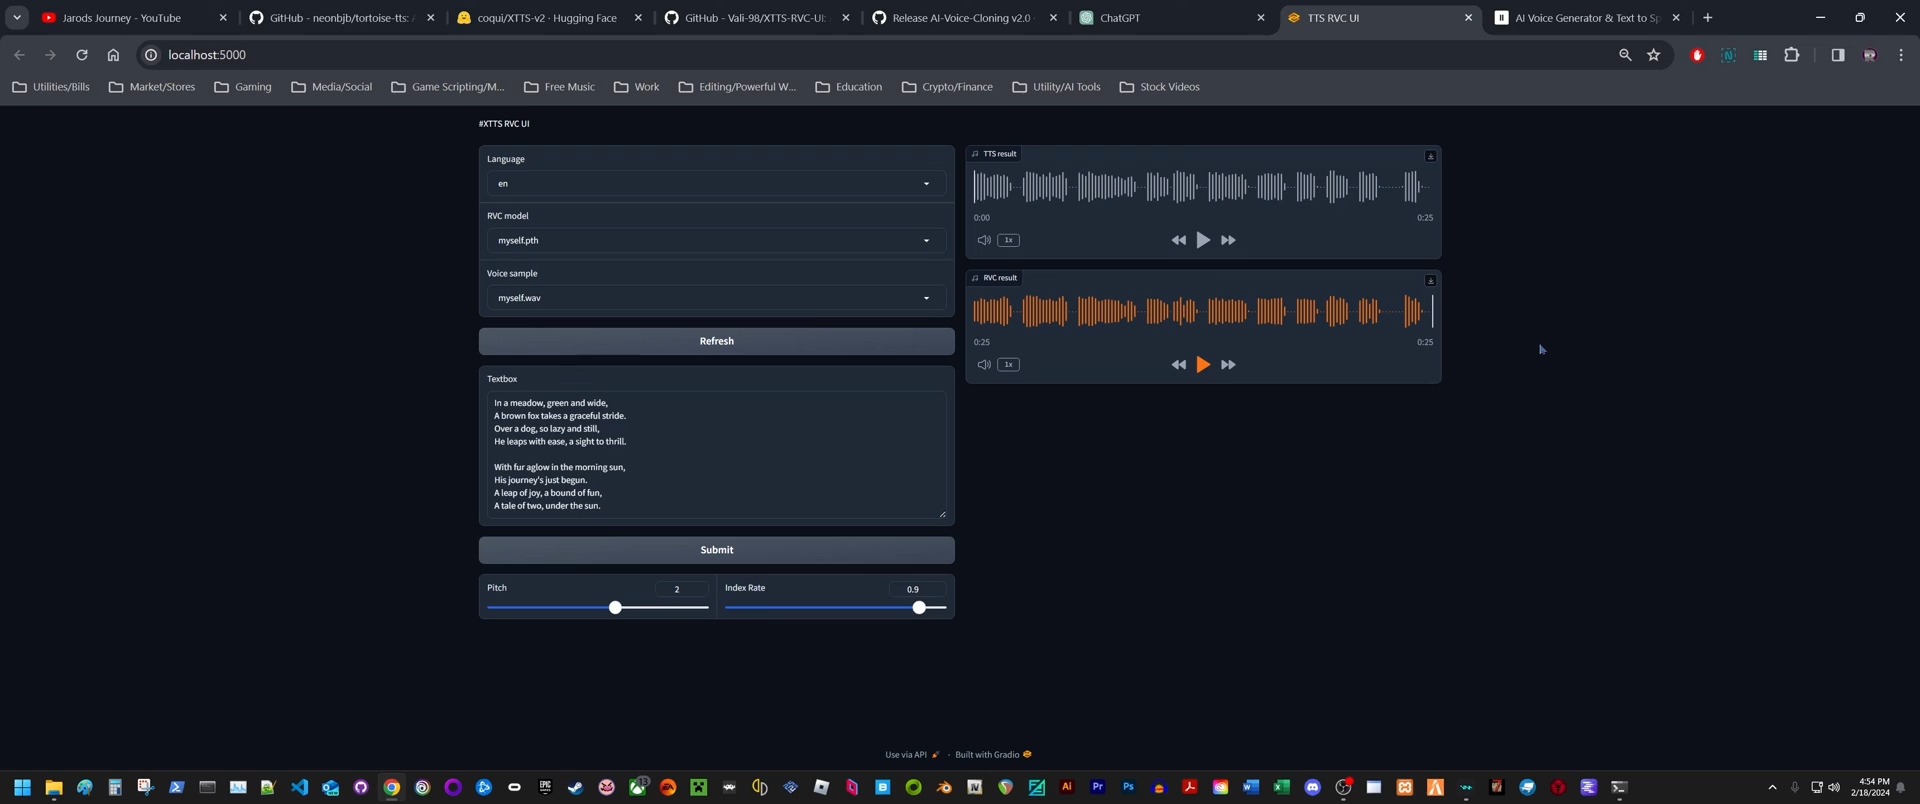 Jarods Journey - YouTube
GitHub - neonbjb/tortoise-tts: A
coqui/XTTS-v2 · Hugging Face
GitHub - Vali-98/XTTS-RVC-UI:
Release AI-Voice-Cloning v2.0
ChatGPT
TTS RVC UI
AI Voice Generator & Text to Sp
localhost:5000
Utilities/Bills
Market/Stores
Gaming
Media/Social
Game Scripting/M...
Free Music
Work
Editing/Powerful W...
Education
Crypto/Finance
Utility/AI Tools
Stock Videos
#XTTS RVC UI
Language
en
RVC model
myself.pth
Voice sample
myself.wav
Refresh
Textbox
In a meadow, green and wide,
A brown fox takes a graceful stride.
Over a dog, so lazy and still,
He leaps with ease, a sight to thrill.
With fur aglow in the morning sun,
His journey's just begun.
A leap of joy, a bound of fun,
A tale of two, under the sun.
Submit
Pitch
2
Index Rate
0.9
TTS result
0:00
0:25
1x
RVC result
0:25
0:25
1x
Use via API · Built with Gradio
4:54 PM
2/18/2024